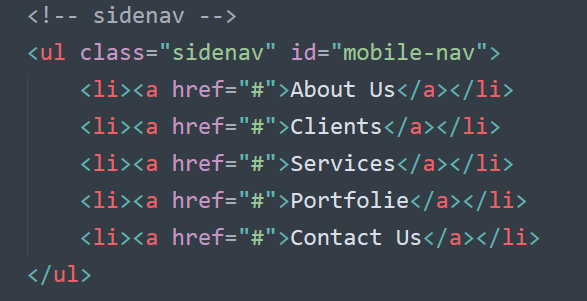 <!-- sidenav -->
<ul class="sidenav" id="mobile-nav">
<li><a href="#">About Us</a></li>
<li><a href="#">Clients</a></li>
<li><a href="#">Services</a></li>
<li><a href="#">Portfolie</a></li>
<li><a href="#">Contact Us</a></li>
</ul>